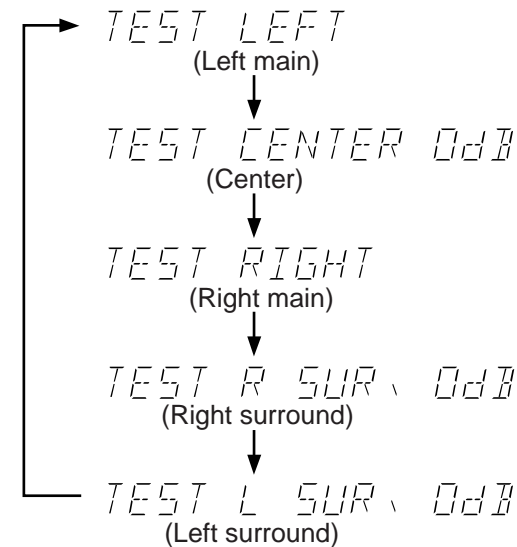 TEST LEFT
(Left main)
TEST CENTER 0dB
(Center)
TEST RIGHT
(Right main)
TEST R SUR. 0dB
(Right surround)
TEST L SUR. 0dB
(Left surround)